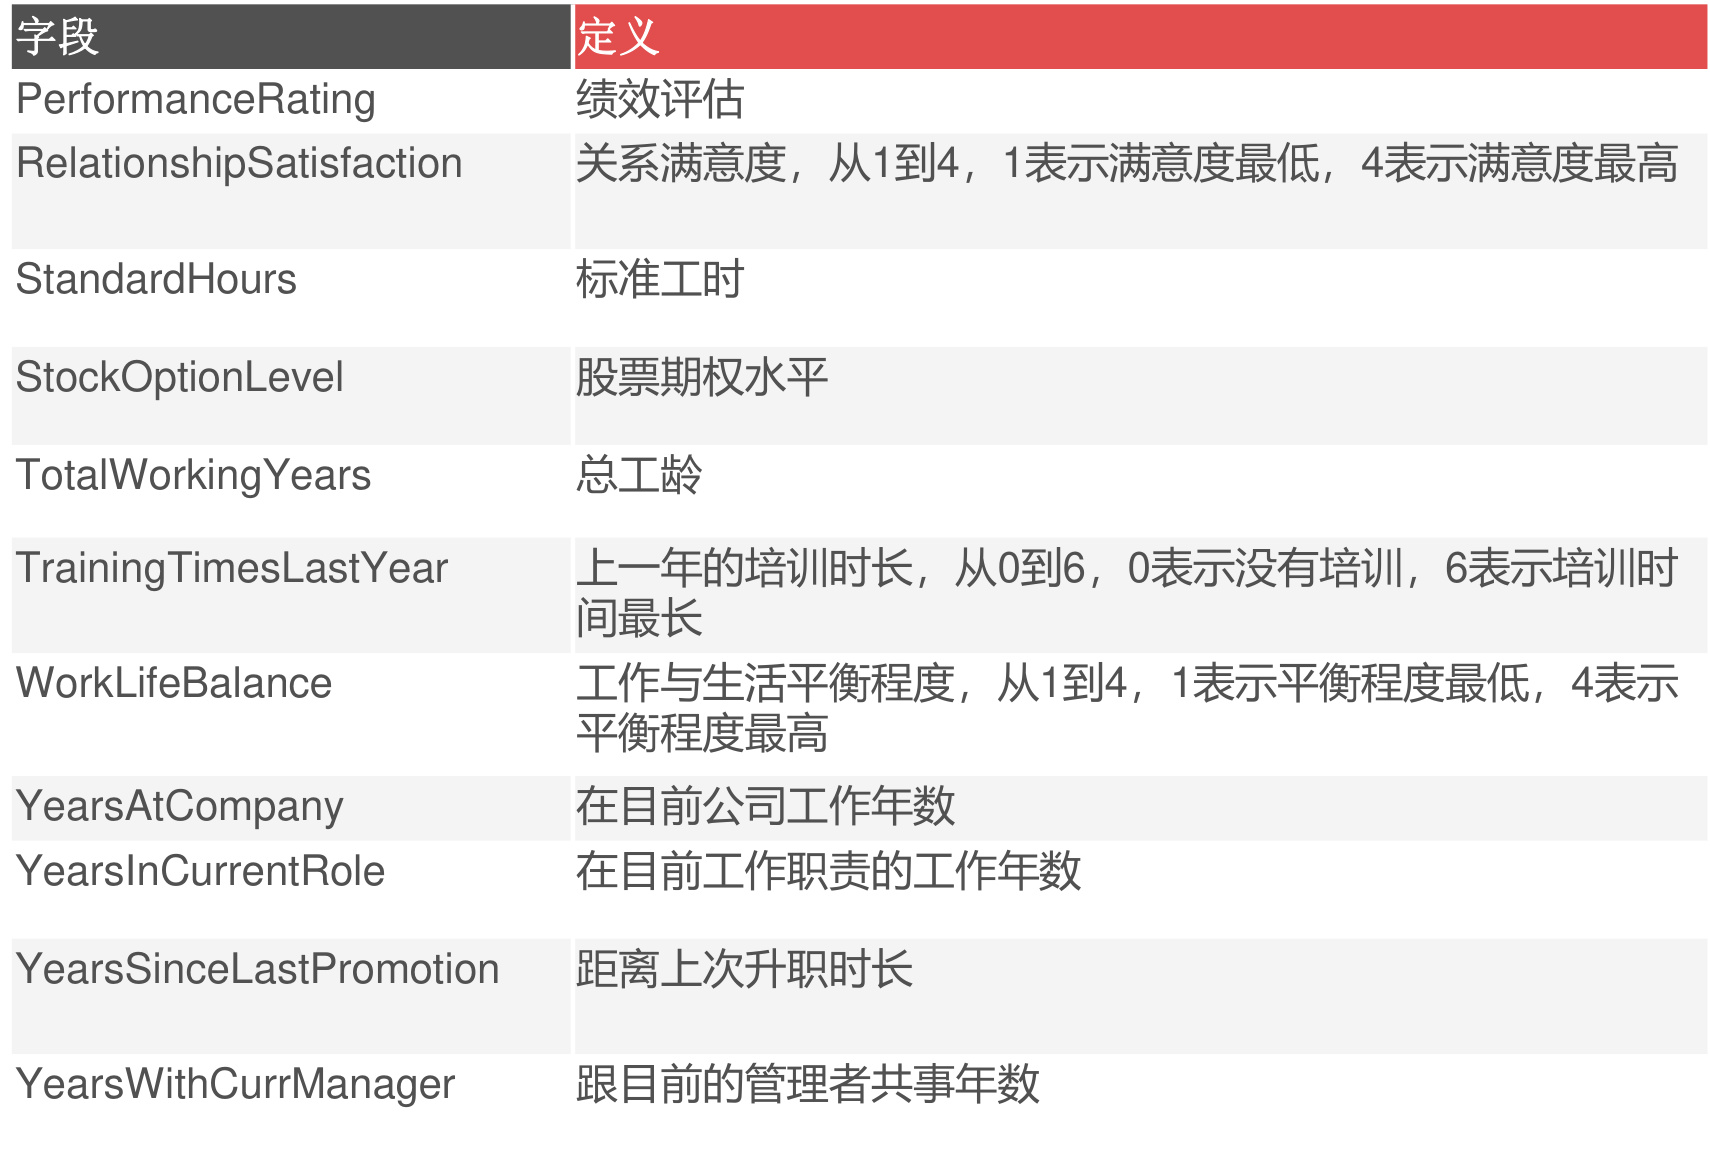 字段 定义
PerformanceRating 绩效评估
RelationshipSatisfaction 关系满意度，从1到4，1表示满意度最低，4表示满意度最高
StandardHours 标准工时
StockOptionLevel 股票期权水平
TotalWorkingYears 总工龄
TrainingTimesLastYear 上一年的培训时长，从0到6，0表示没有培训，6表示培训时
间最长
WorkLifeBalance 工作与生活平衡程度，从1到4，1表示平衡程度最低，4表示
平衡程度最高
YearsAtCompany 在目前公司工作年数
YearsInCurrentRole 在目前工作职责的工作年数
YearsSinceLastPromotion 距离上次升职时长
YearsWithCurrManager 跟目前的管理者共事年数